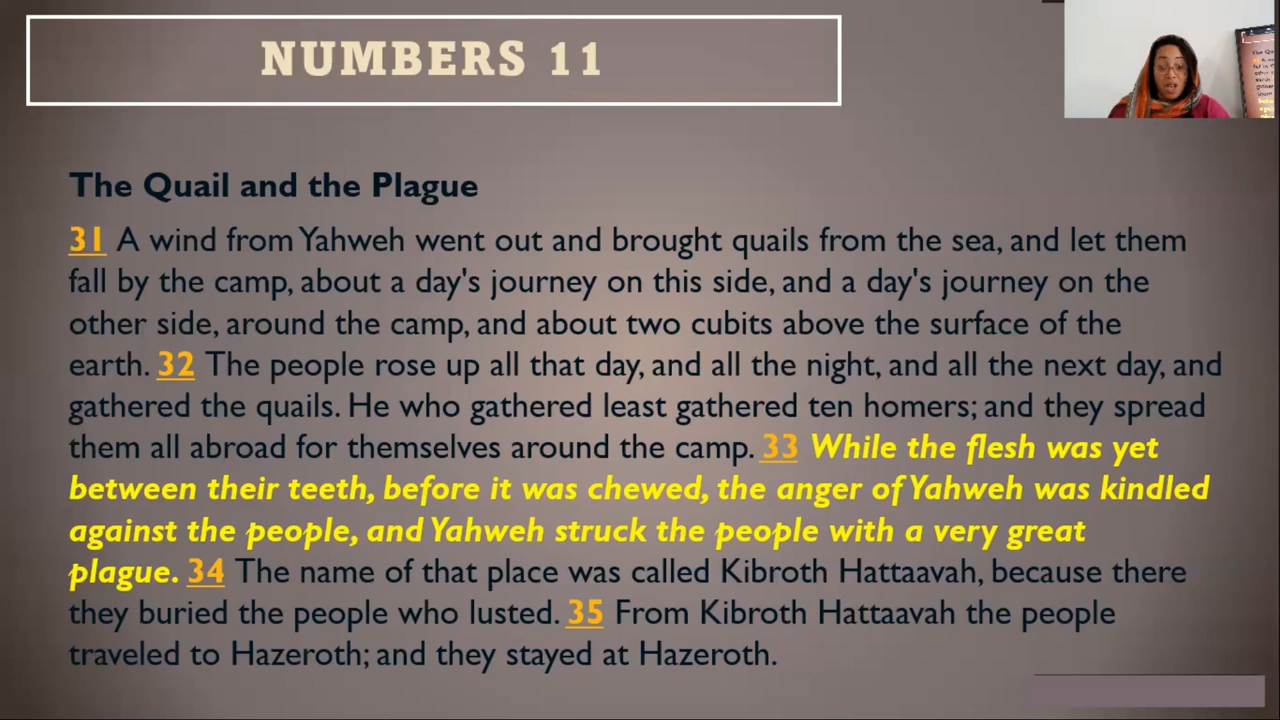 NUMBERS 11
The Quail and the Plague
31 A wind from Yahweh went out and brought quails from the sea, and let them
fall by the camp, about a day's journey on this side, and a day's journey on the
other side, around the camp, and about two cubits above the surface of the
earth. 32 The people rose up all that day, and all the night, and all the next day, and
gathered the quails. He who gathered least gathered ten homers; and they spread
them all abroad for themselves around the camp. 33 While the flesh was yet
between their teeth, before it was chewed, the anger of Yahweh was kindled
against the people, and Yahweh struck the people with a very great
plague. 34 The name of that place was called Kibroth Hattaavah, because there
they buried the people who lusted. 35 From Kibroth Hattaavah the people
traveled to Hazeroth; and they stayed at Hazeroth.